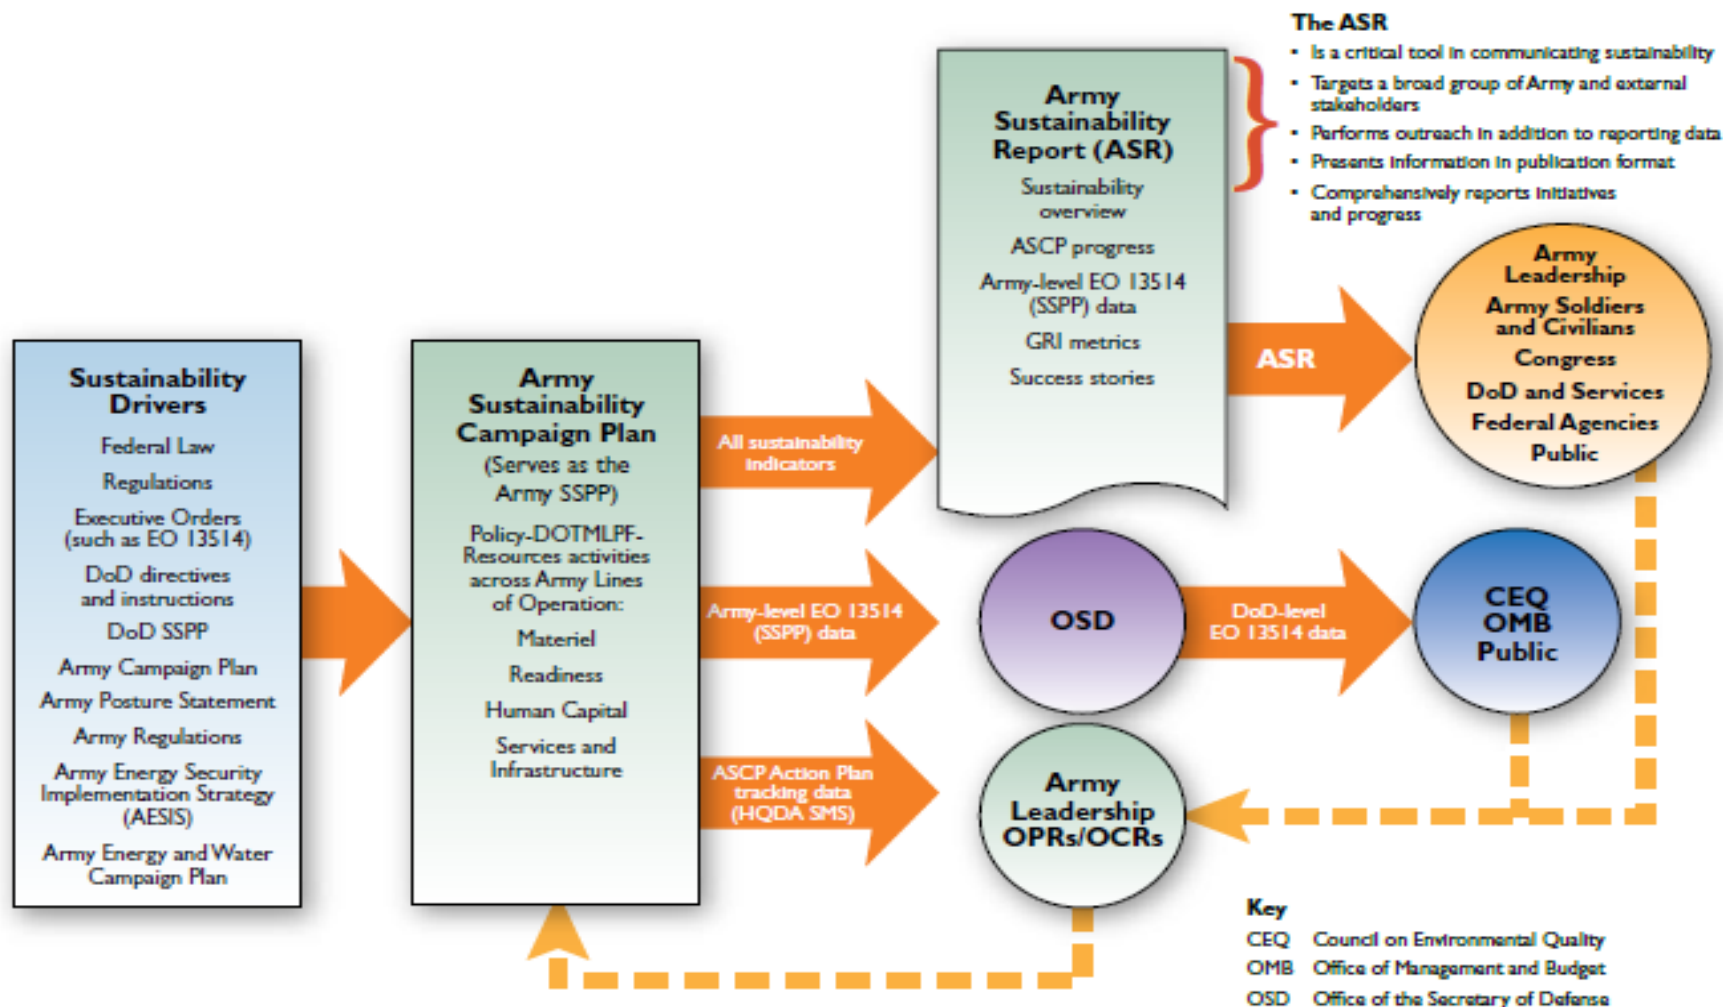 The ASR
• Is a critical tool in communicating sustainability
• Targets a broad group of Army and external
stakeholders
• Performs outreach in addition to reporting data
• Presents information in publication format
• Comprehensively reports initiatives
and progress
Sustainability
Drivers
Federal Law
Regulations
Executive Orders
(such as EO 13514)
DoD directives
and instructions
DoD SSPP
Army Campaign Plan
Army Posture Statement
Army Regulations
Army Energy Security
Implementation Strategy
(AESIS)
Army Energy and Water
Campaign Plan
Army
Sustainability
Campaign Plan
(Serves as the
Army SSPP)
Policy-DOTMLPF-
Resources activities
across Army Lines
of Operation:
Materiel
Readiness
Human Capital
Services and
Infrastructure
All sustainability
indicators
Army-level EO 13514
(SSPP) data
ASCP Action Plan
tracking data
(HQDA SMS)
Army
Sustainability
Report (ASR)
Sustainability
overview
ASCP progress
Army-level EO 13514
(SSPP) data
GRI metrics
Success stories
ASR
Army
Leadership
Army Soldiers
and Civilians
Congress
DoD and Services
Federal Agencies
Public
OSD
DoD-level
EO 13514 data
CEQ
OMB
Public
Army
Leadership
OPRs/OCRs
Key
CEQ Council on Environmental Quality
OMB Office of Management and Budget
OSD Office of the Secretary of Defense